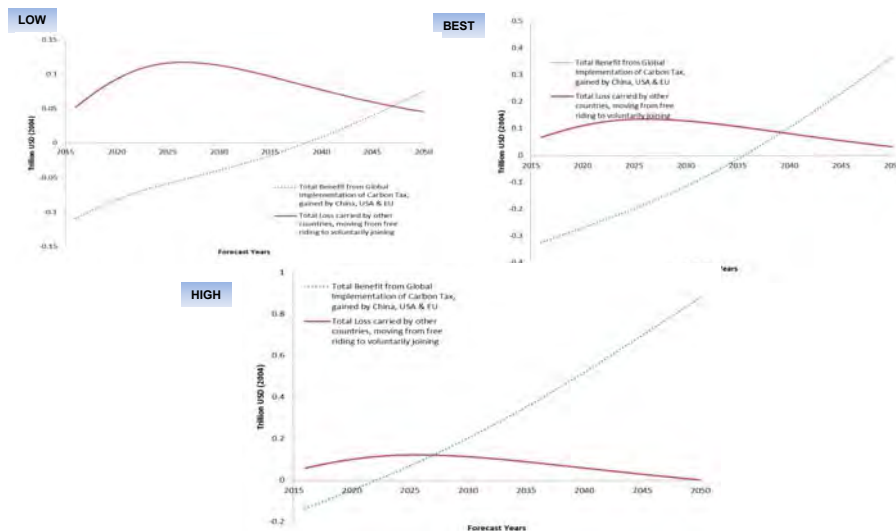 LOW
0.15
0.1
0.05
0
-0.05
-0.1
-0.15
Trillion USD (2004)
2015 2020 2025 2030 2035 2040 2045 2050
Total Benefit from Global
Implementation of Carbon Tax,
gained by China, USA & EU
Total Loss carried by other
countries, moving from free
riding to voluntarily joining
Forecast Years
BEST
0.5
0.4
0.3
0.2
0.1
0
-0.1
-0.2
-0.3
-0.4
Trillion USD (2004)
2015 2020 2025 2030 2035 2040 2045
Total Benefit from Global
Implementation of Carbon Tax,
gained by China, USA & EU
Total Loss carried by other
countries, moving from free
riding to voluntarily joining
Years
HIGH
1
0.8
0.6
0.4
0.2
0
-0.2
Trillion USD (2004)
2015 2020 2025 2030 2035 2040 2045 2050
Total Benefit from Global
Implementation of Carbon Tax,
gained by China, USA & EU
Total Loss carried by other
countries, moving from free
riding to voluntarily joining
Forecast Years